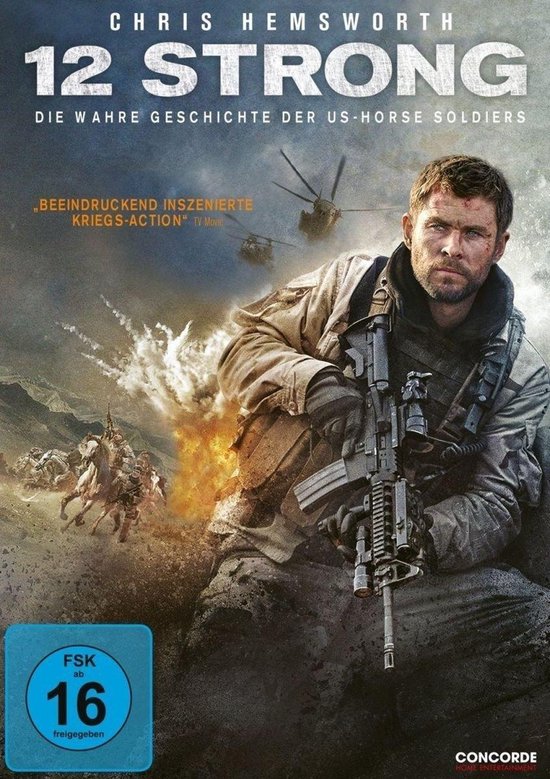 CHRIS HEMSWORTH
12 STRONG
DIE WAHRE GESCHICHTE DER US-HORSE SOLDIERS
„BEEINDRUCKEND INSZENIERTE
KRIEGS-ACTION“ TV Movie
FSK
ab
16
freigegeben
CONCORDE
HOME ENTERTAINMENT